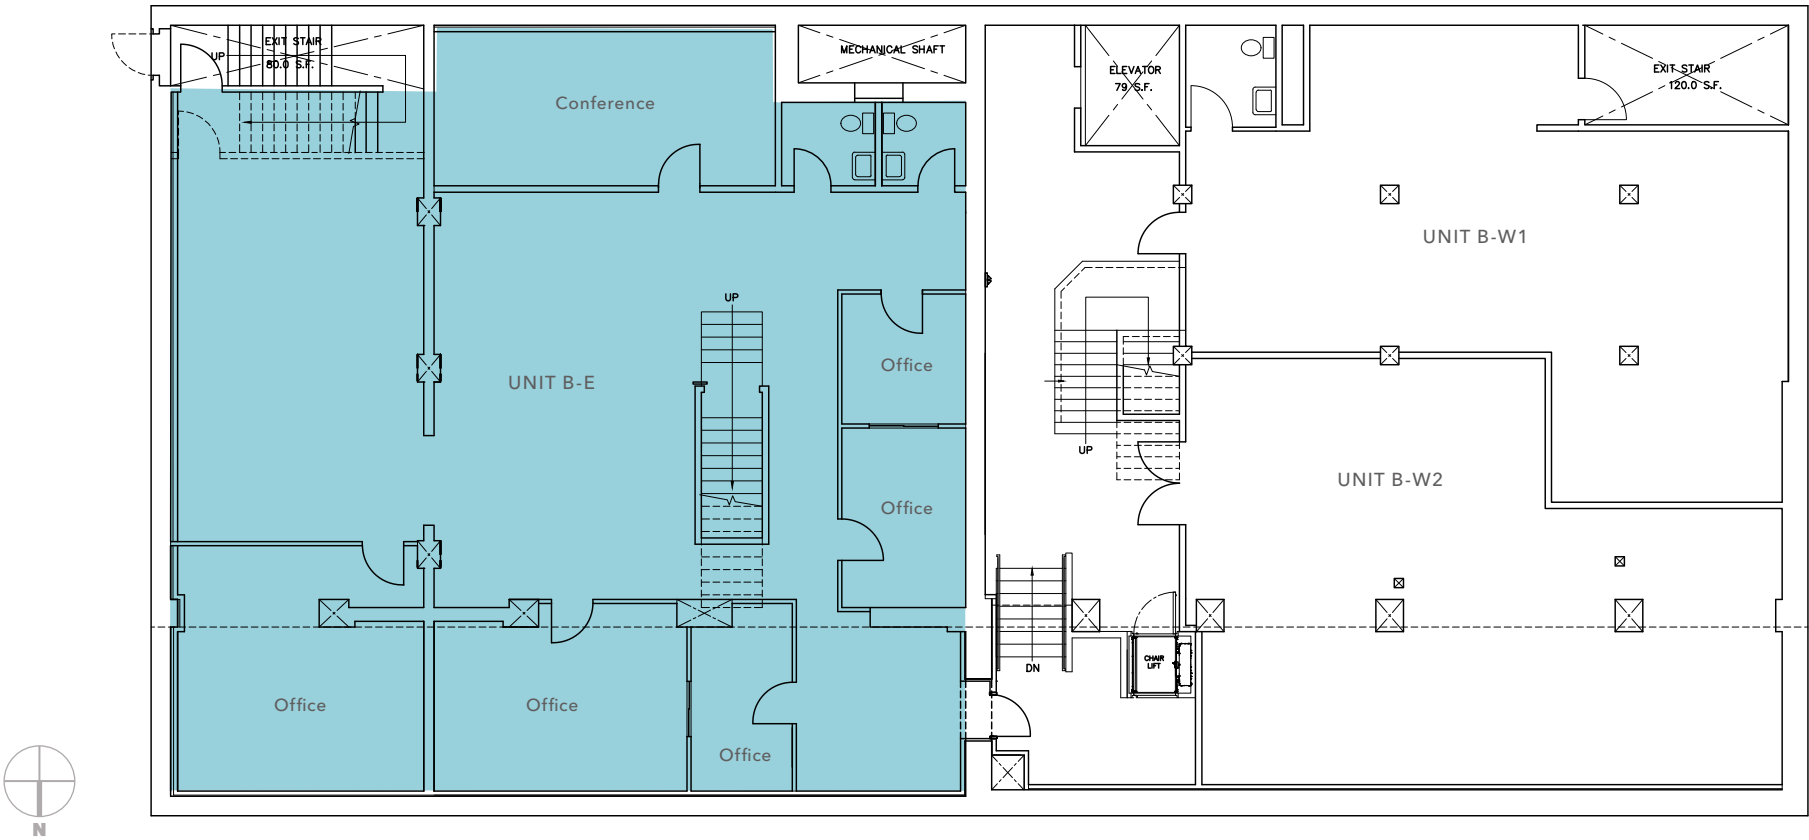 EXIT STAIR
UP
80.0 S.F.
MECHANICAL SHAFT
ELEVATOR
79 S.F.
EXIT STAIR
120.0 S.F.
Conference
UNIT B-W1
UP
Office
UNIT B-E
UP
UNIT B-W2
Office
CHAIR
LIFT
DN
Office
Office
Office
N